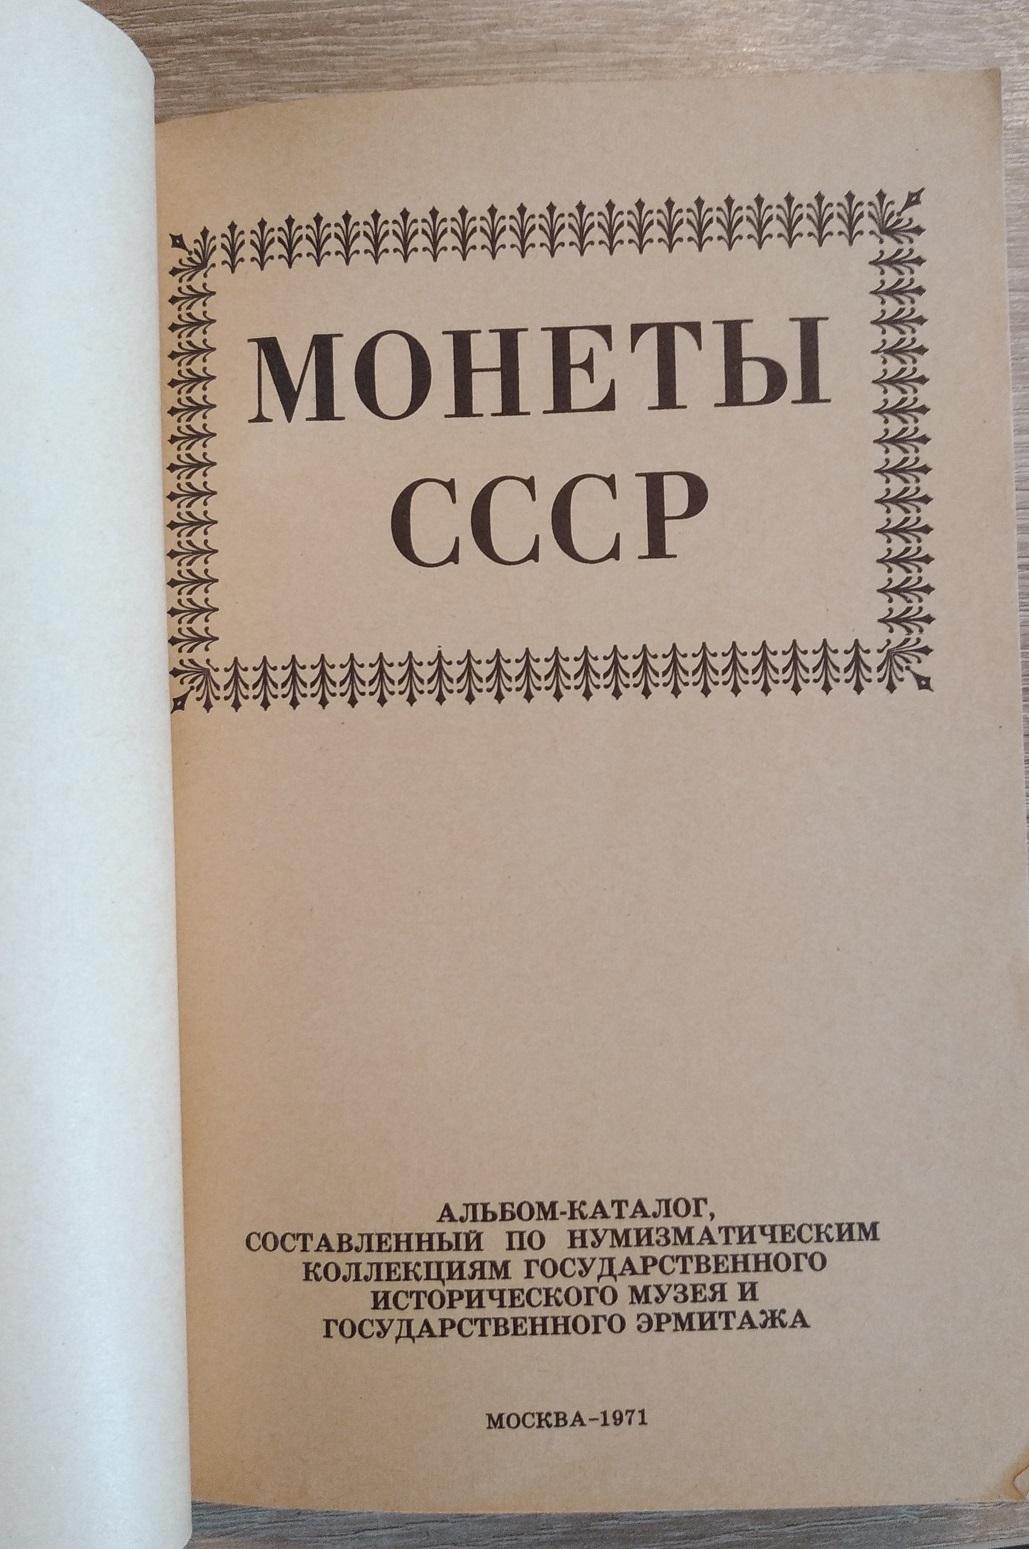 МОНЕТЫ
СССР
АЛЬБОМ-КАТАЛОГ,
СОСТАВЛЕННЫЙ ПО НУМИЗМАТИЧЕСКИМ
КОЛЛЕКЦИЯМ ГОСУДАРСТВЕННОГО
ИСТОРИЧЕСКОГО МУЗЕЯ И
ГОСУДАРСТВЕННОГО ЭРМИТАЖА
МОСКВА-1971